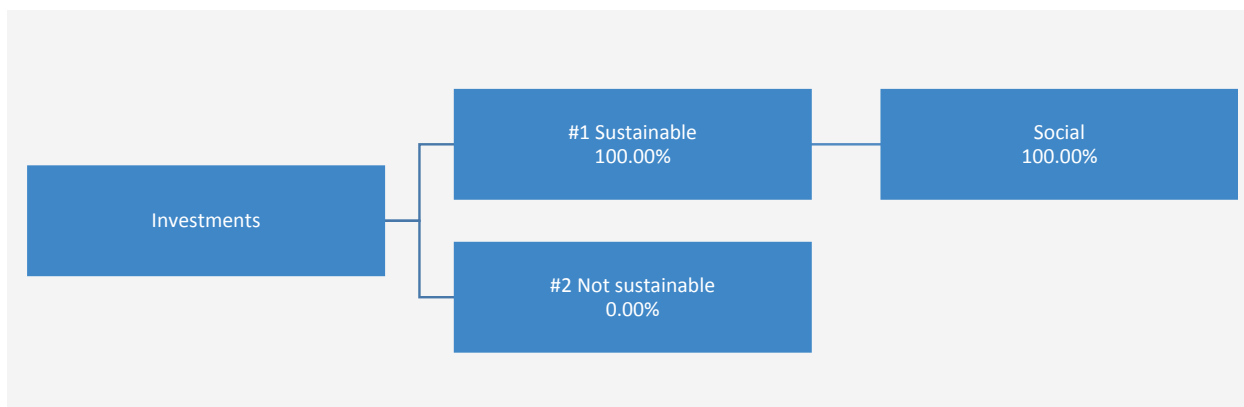 Investments
#1 Sustainable
100.00%
Social
100.00%
#2 Not sustainable
0.00%